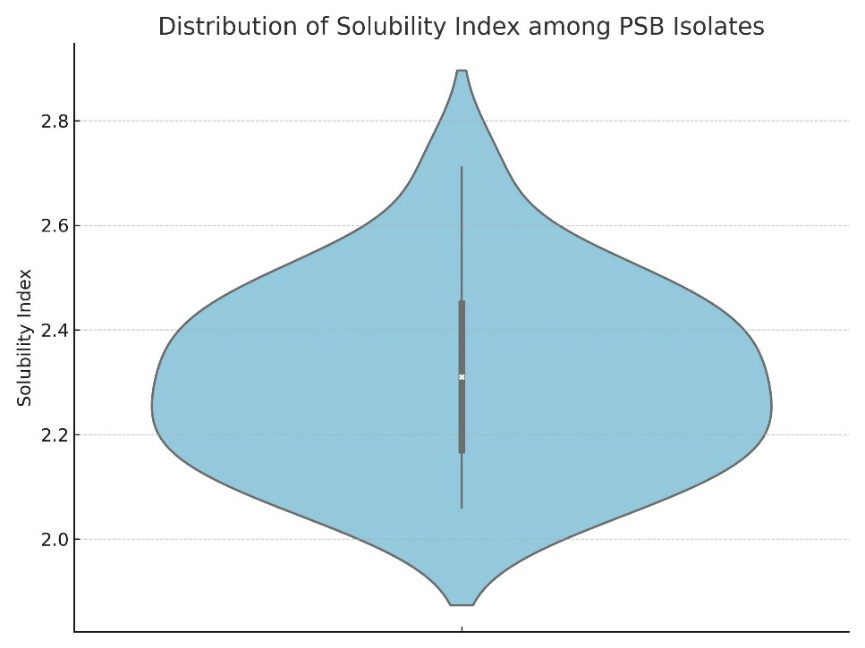 Distribution of Solubility Index among PSB Isolates
2.8
2.6
2.4
2.2
2.0
Solubility Index